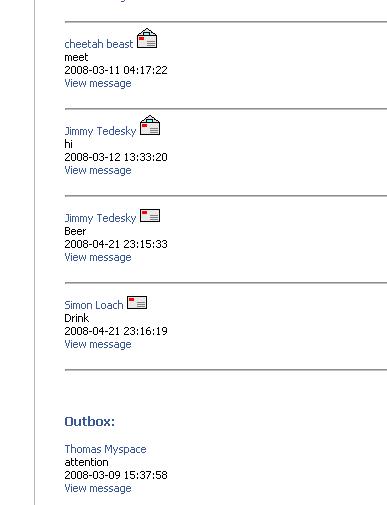 cheetah beast
meet
2008-03-11 04:17:22
View message
Jimmy Tedesky
hi
2008-03-12 13:33:20
View message
Jimmy Tedesky
Beer
2008-04-21 23:15:33
View message
Simon Loach
Drink
2008-04-21 23:16:19
View message
Outbox:
Thomas Myspace
attention
2008-03-09 15:37:58
View message